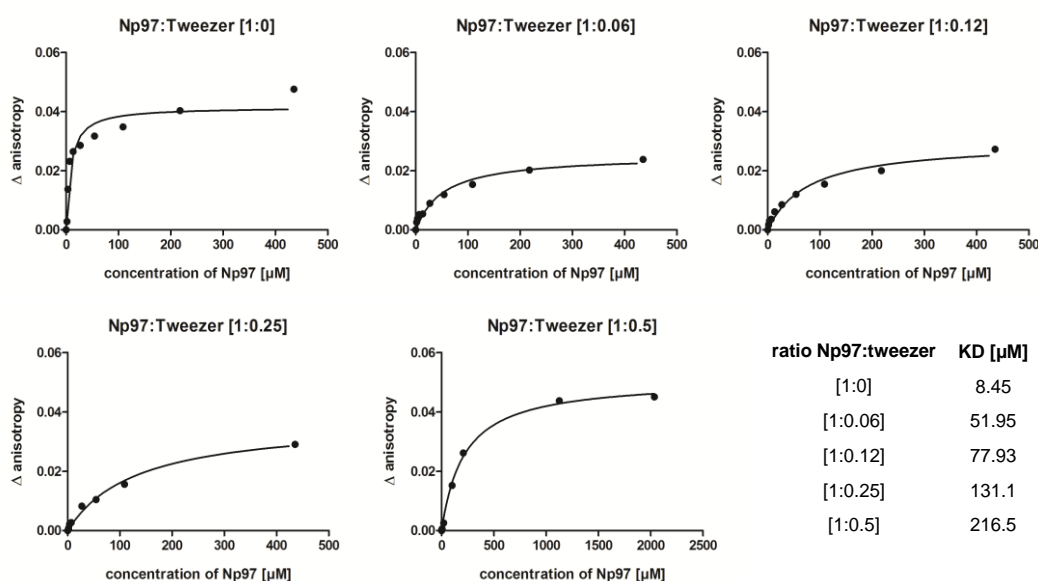 Np97:Tweezer [1:0]
0.06
0.04
0.02
0.00
Δ anisotropy
0 100 200 300 400 500
concentration of Np97 [µM]
Np97:Tweezer [1:0.06]
0.06
0.04
0.02
0.00
Δ anisotropy
0 100 200 300 400 500
concentration of Np97 [µM]
Np97:Tweezer [1:0.12]
0.06
0.04
0.02
0.00
Δ anisotropy
0 100 200 300 400 500
concentration of Np97 [µM]
Np97:Tweezer [1:0.25]
0.06
0.04
0.02
0.00
Δ anisotropy
0 100 200 300 400 500
concentration of Np97 [µM]
Np97:Tweezer [1:0.5]
0.06
0.04
0.02
0.00
Δ anisotropy
0 500 1000 1500 2000 2500
concentration of Np97 [µM]
ratio Np97:tweezer KD [µM]
[1:0] 8.45
[1:0.06] 51.95
[1:0.12] 77.93
[1:0.25] 131.1
[1:0.5] 216.5